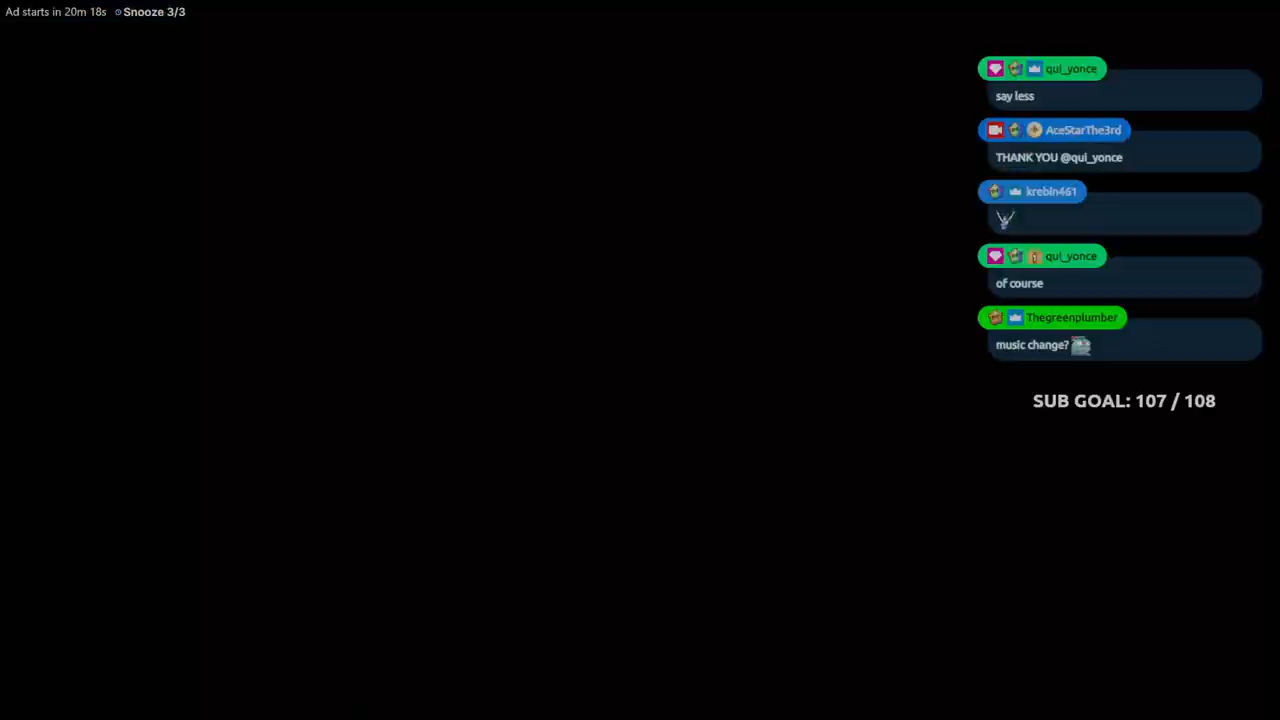 Ad starts in 20m 18s Snooze 3/3
qui_yonce
say less
AceStarThe3rd
THANK YOU @qui_yonce
krebin461
qui_yonce
of course
Thegreenplumber
music change?
SUB GOAL: 107 / 108